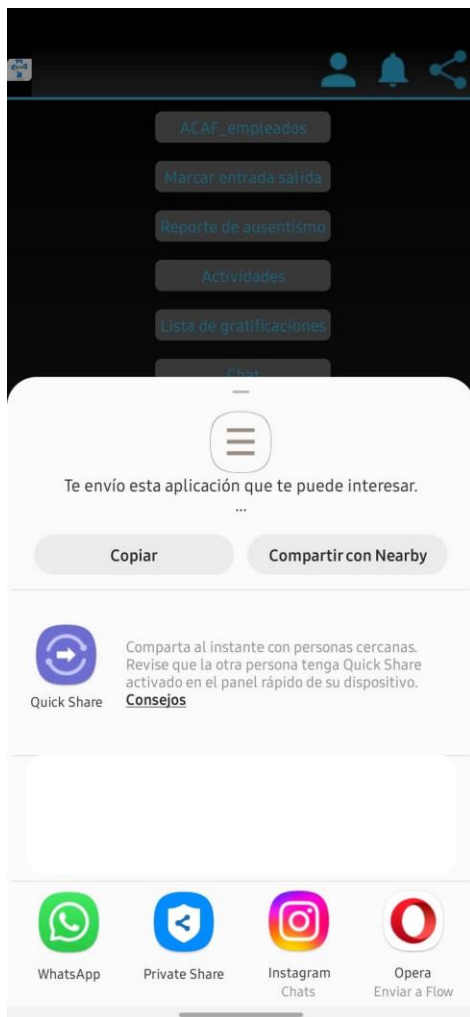 ACAF_empleados
Marcar entrada salida
Reporte de ausentismo
Actividades
Lista de gratificaciones
Chat
Te envío esta aplicación que te puede interesar.
...
Copiar
Compartir con Nearby
Comparta al instante con personas cercanas.
Revise que la otra persona tenga Quick Share
activado en el panel rápido de su dispositivo.
Consejos
Quick Share
WhatsApp
Private Share
Instagram
Chats
Opera
Enviar a Flow